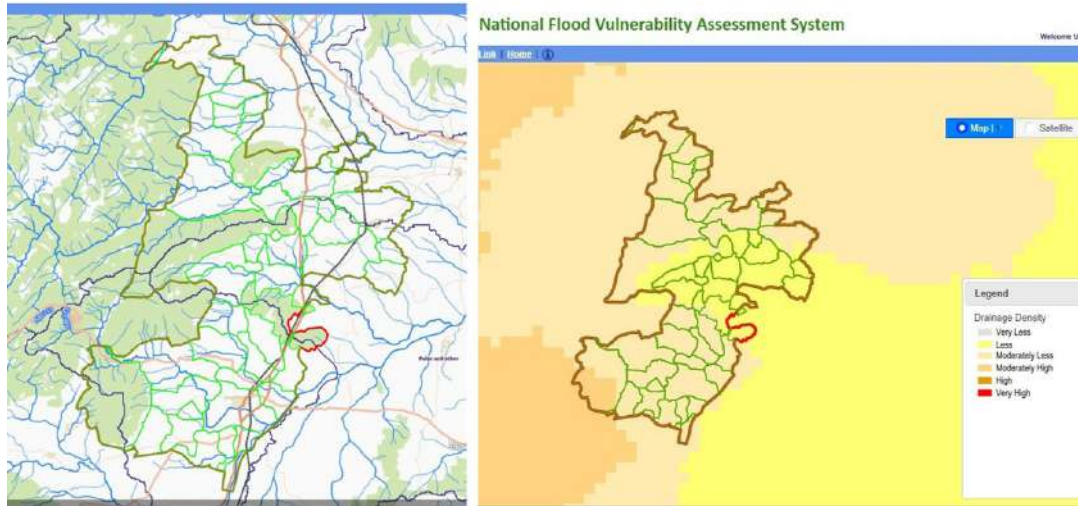 National Flood Vulnerability Assessment System
Welcome U
Link | Home |
Map |
Satellite
Legend
Drainage Density
Very Less
Less
Moderately Less
Moderately High
High
Very High